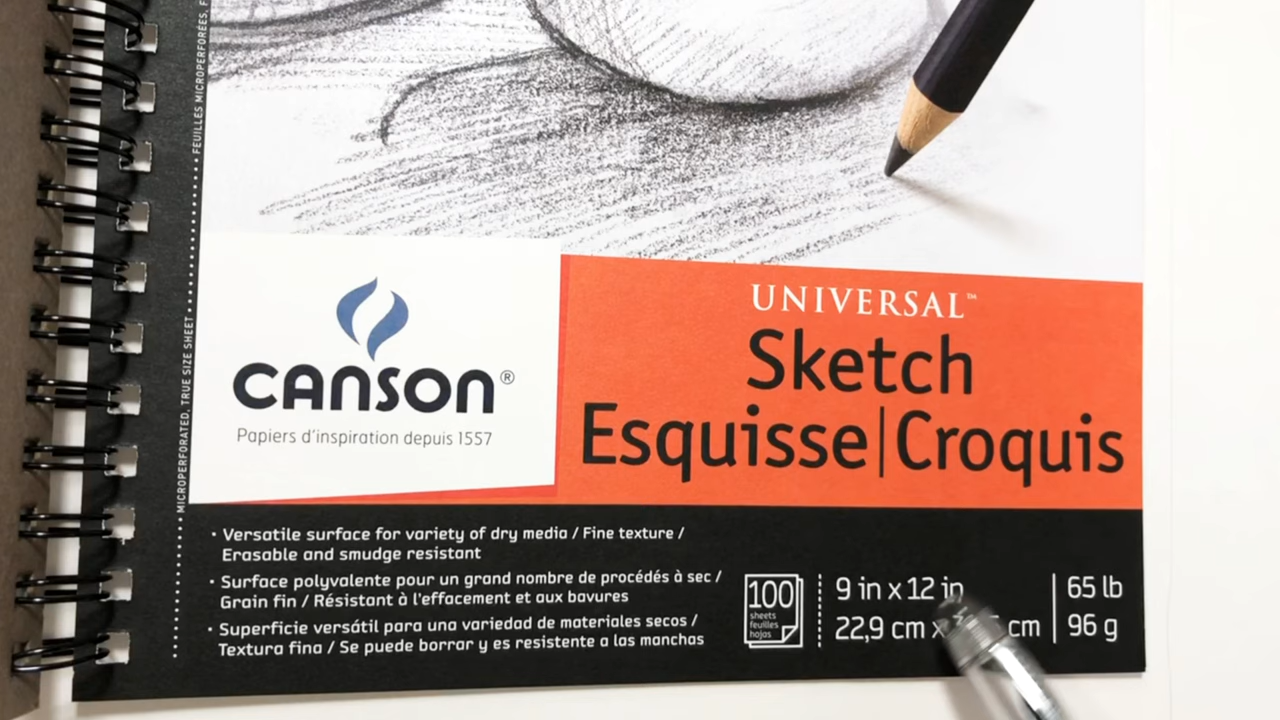 FEUILLES MICROPERFORÉES,
MICROPERFORATED, TRUE SIZE SHEET
CANSON®
Papiers d'inspiration depuis 1557
UNIVERSAL™
Sketch
Esquisse|Croquis
· Versatile surface for variety of dry media / Fine texture /
Erasable and smudge resistant
· Surface polyvalente pour un grand nombre de procédés à sec /
Grain fin / Résistant à l'effacement et aux bavures
· Superficie versátil para una variedad de materiales secos /
Textura fina / Se puede borrar y es resistente a las manchas
100
sheets
feuilles
hojas
9 in x 12 in
22,9 cm x cm
65 lb
96 g